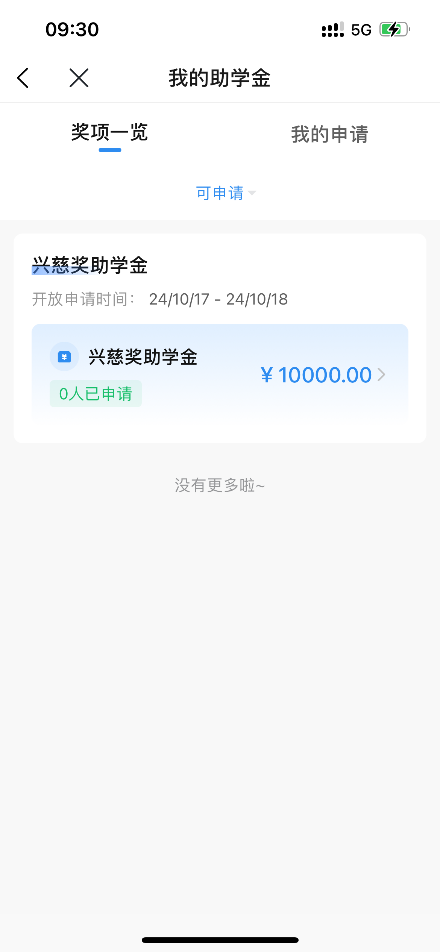 09:30 5G
我的助学金
奖项一览 我的申请
可申请
兴慈奖助学金
开放申请时间： 24/10/17 - 24/10/18
¥ 兴慈奖助学金
¥ 10000.00
0人已申请
没有更多啦~